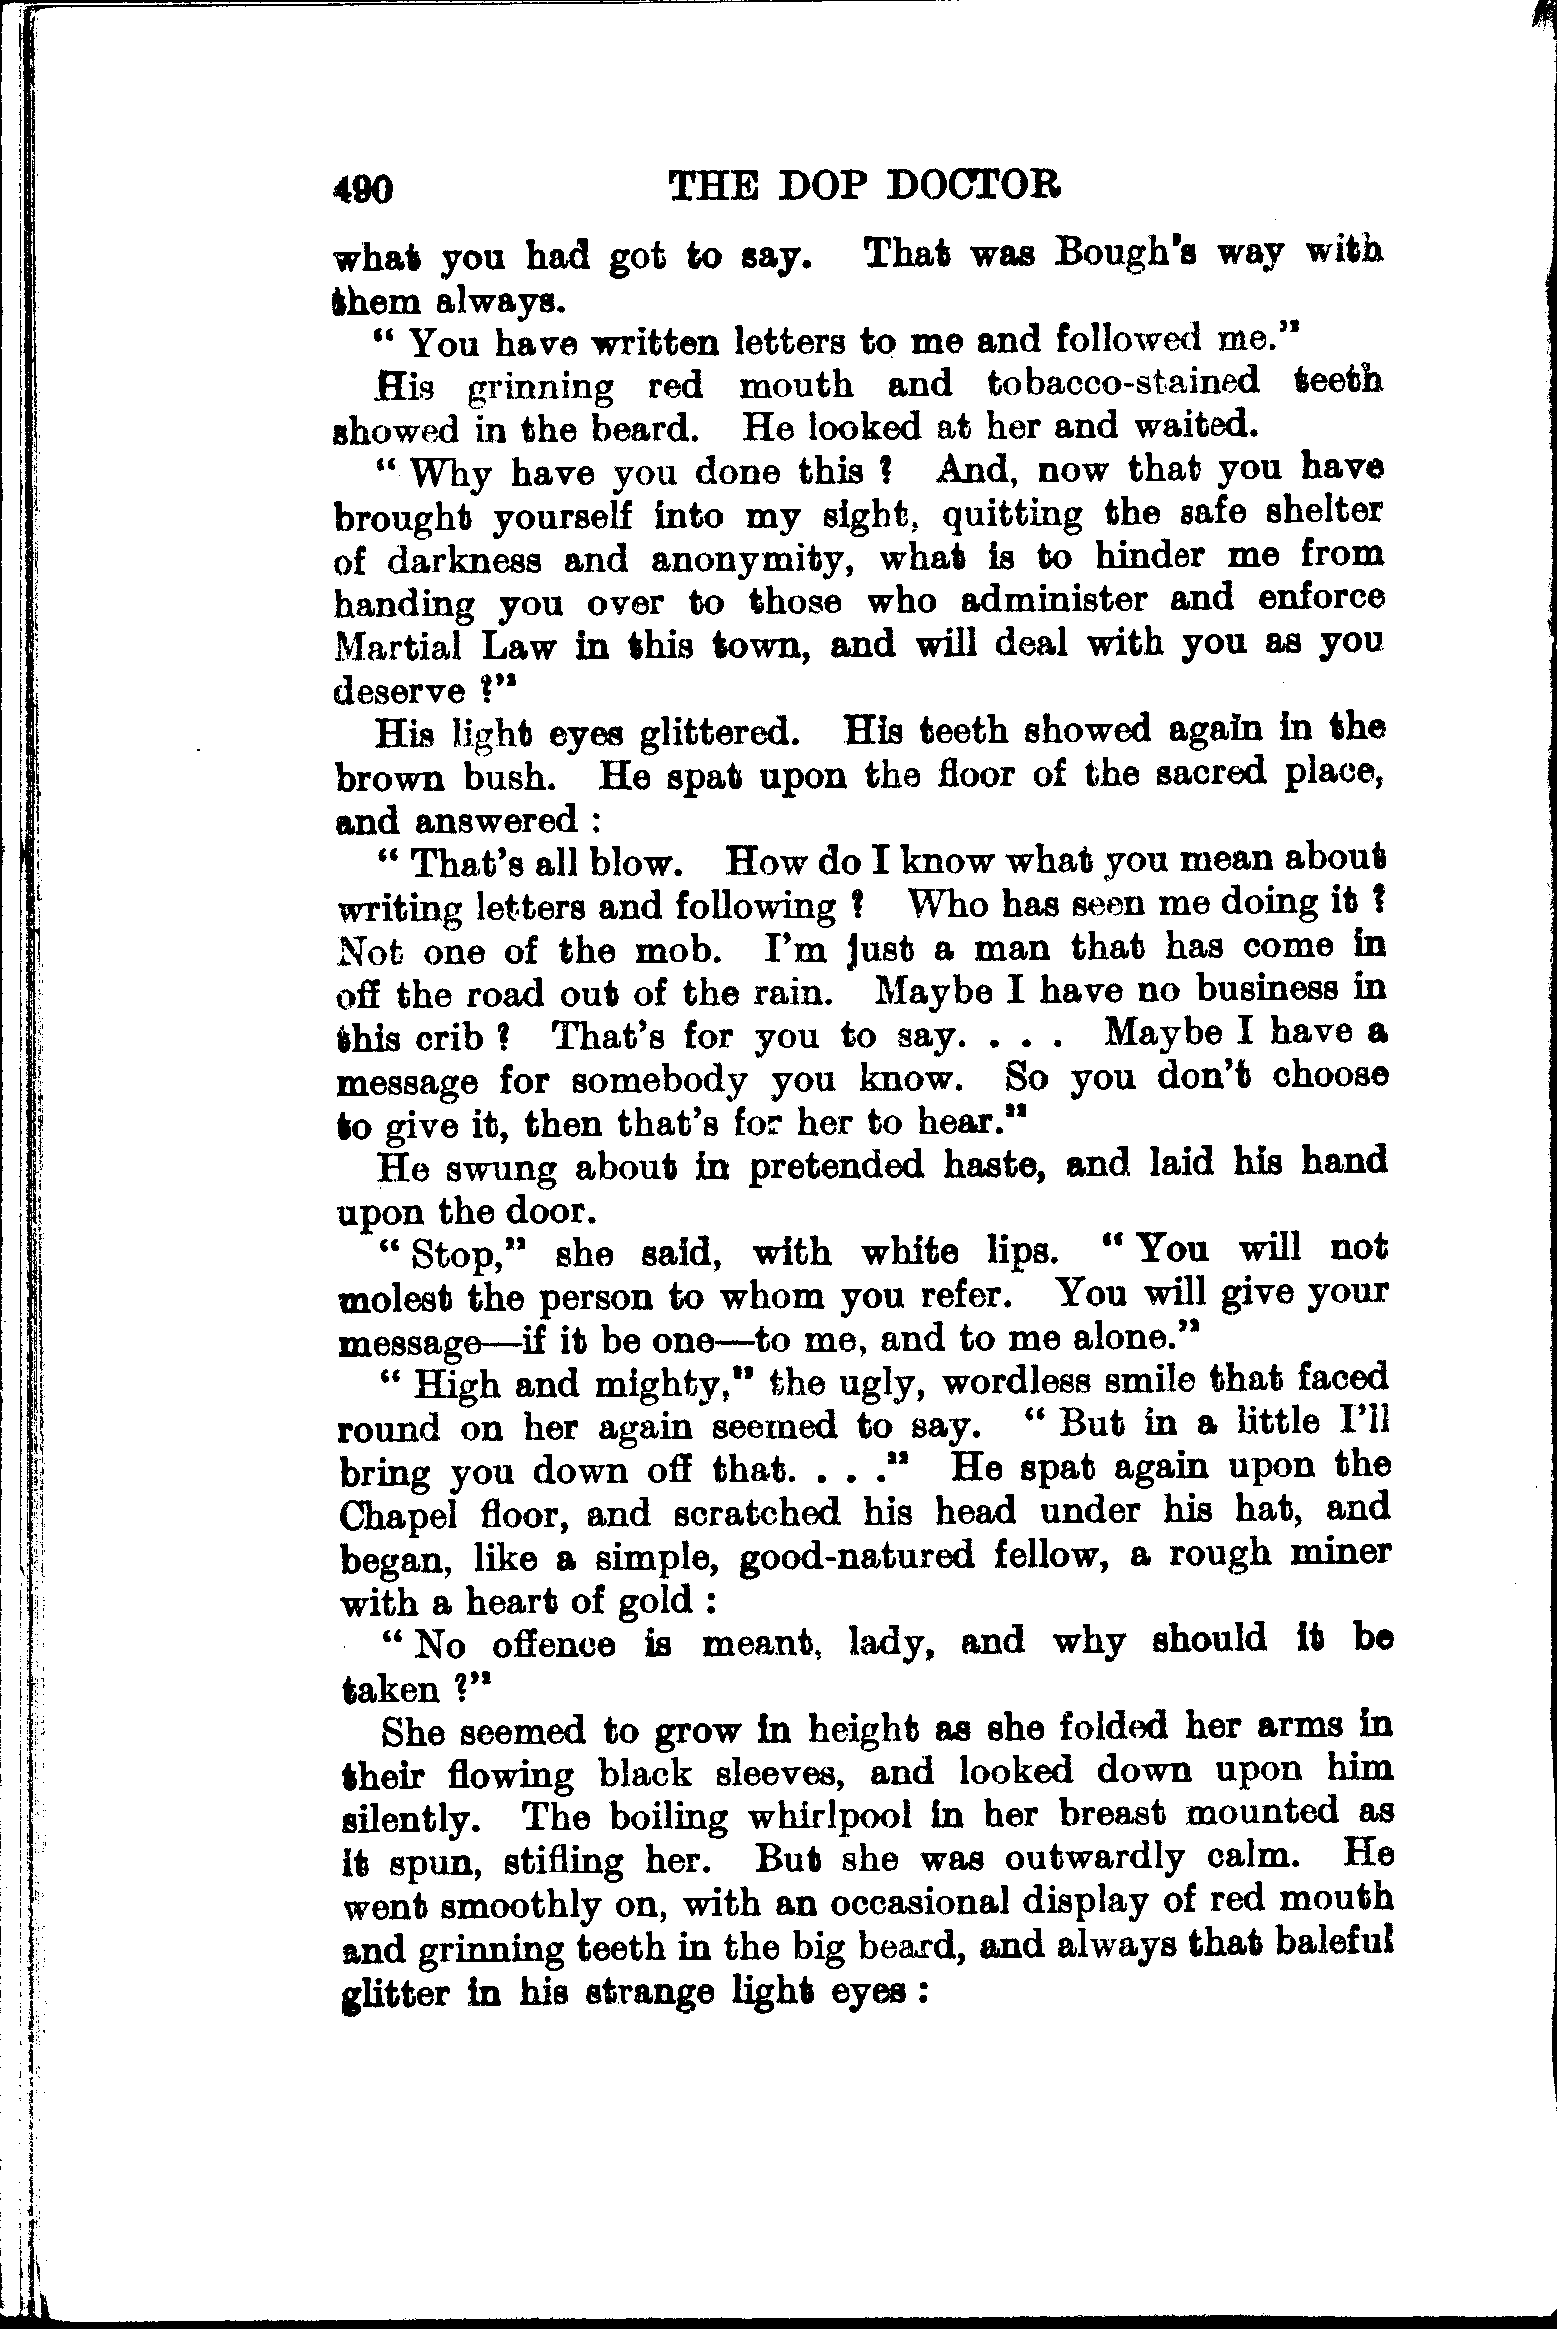 490 THE DOP DOCTOR
what you had got to say. That was Bough's way with
them always.
" You have written letters to me and followed me."
His grinning red mouth and tobacco-stained teeth
showed in the beard. He looked at her and waited.
" Why have you done this ? And, now that you have
brought yourself into my sight, quitting the safe shelter
of darkness and anonymity, what is to hinder me from
handing you over to those who administer and enforce
Martial Law in this town, and will deal with you as you
deserve ?"
His light eyes glittered. His teeth showed again in the
brown bush. He spat upon the floor of the sacred place,
and answered :
" That's all blow. How do I know what you mean about
writing letters and following ? Who has seen me doing it ?
Not one of the mob. I'm just a man that has come in
off the road out of the rain. Maybe I have no business in
this crib ? That's for you to say. . . . Maybe I have a
message for somebody you know. So you don't choose
to give it, then that's for her to hear."
He swung about in pretended haste, and laid his hand
upon the door.
" Stop," she said, with white lips. " You will not
molest the person to whom you refer. You will give your
message—if it be one—to me, and to me alone."
" High and mighty," the ugly, wordless smile that faced
round on her again seemed to say. " But in a little I'll
bring you down off that. . . ." He spat again upon the
Chapel floor, and scratched his head under his hat, and
began, like a simple, good-natured fellow, a rough miner
with a heart of gold :
" No offence is meant, lady, and why should it be
taken ?"
She seemed to grow in height as she folded her arms in
their flowing black sleeves, and looked down upon him
silently. The boiling whirlpool in her breast mounted as
it spun, stifling her. But she was outwardly calm. He
went smoothly on, with an occasional display of red mouth
and grinning teeth in the big beard, and always that baleful
glitter in his strange light eyes :